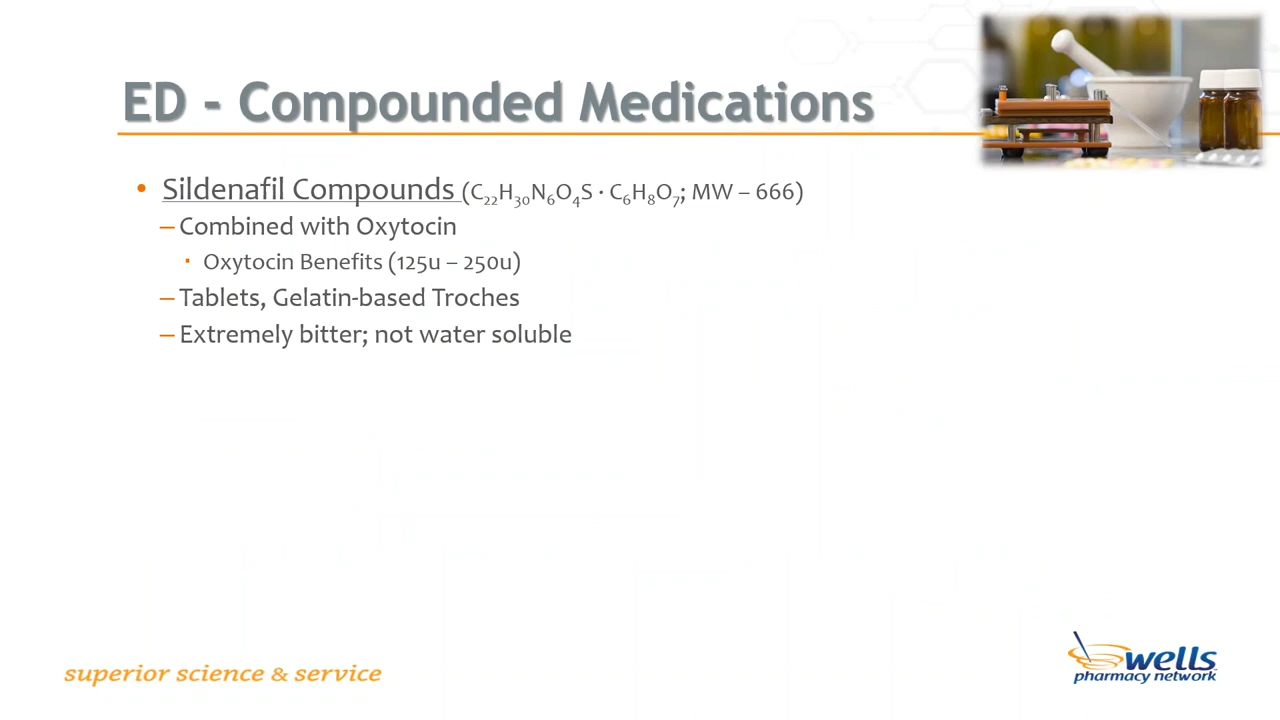 ED - Compounded Medications
• Sildenafil Compounds (C₂₂H₃₀N₆O₄S · C₆H₈O₇; MW – 666)
– Combined with Oxytocin
▪ Oxytocin Benefits (125u – 250u)
– Tablets, Gelatin-based Troches
– Extremely bitter; not water soluble
superior science & service
wells
pharmacy network